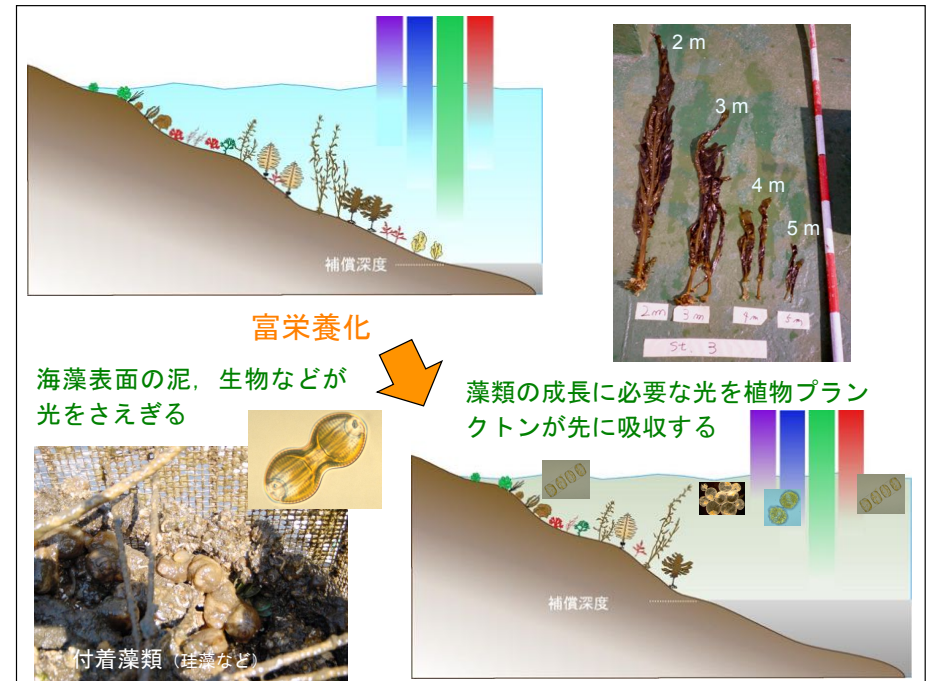 2 m
3 m
4 m
5 m
補償深度
2m
3m
4m
5m
St. 3
富栄養化
海藻表面の泥，生物などが
光をさえぎる
藻類の成長に必要な光を植物プラン
クトンが先に吸収する
補償深度
付着藻類（珪藻など）